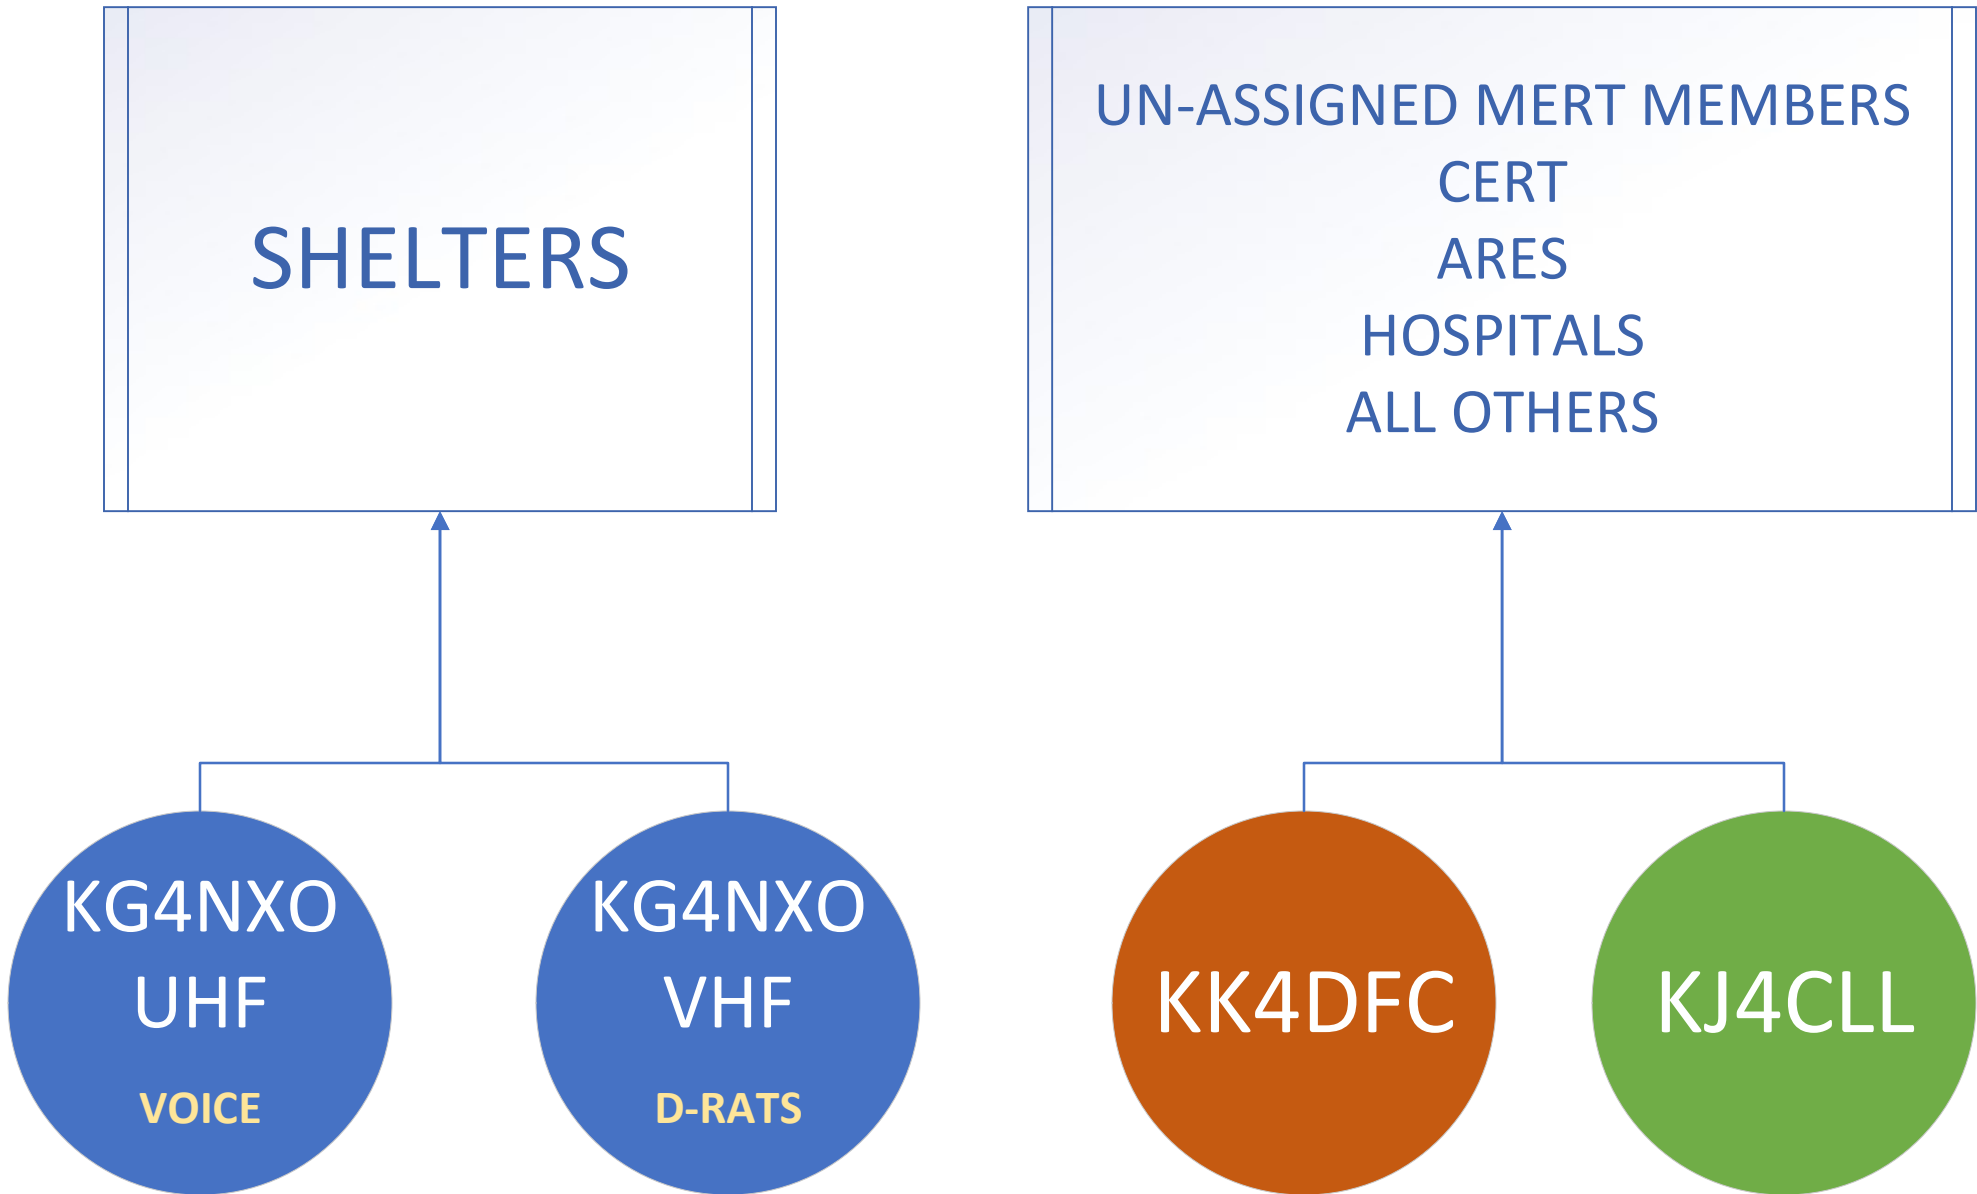 SHELTERS
UN-ASSIGNED MERT MEMBERS
CERT
ARES
HOSPITALS
ALL OTHERS
KG4NXO
UHF
VOICE
KG4NXO
VHF
D-RATS
KK4DFC
KJ4CLL